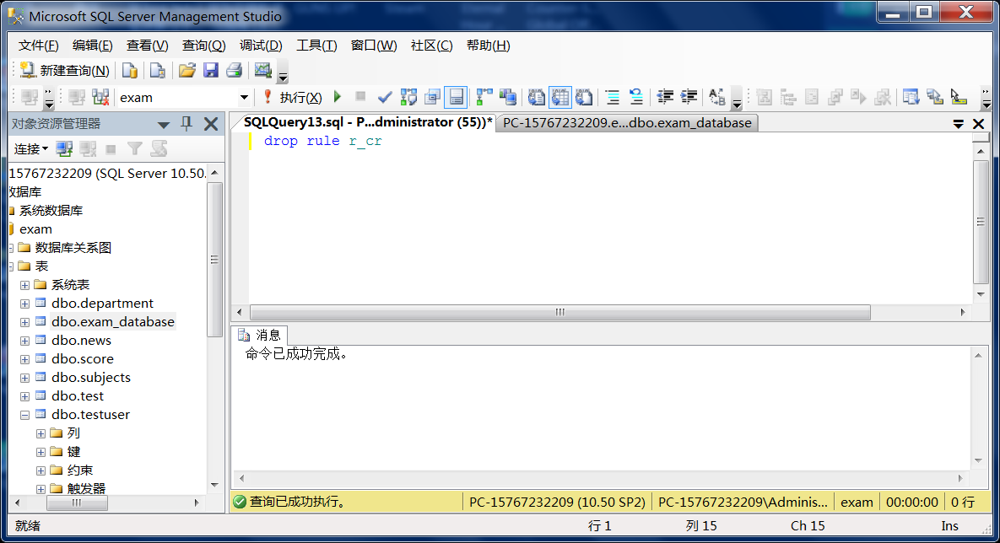 Microsoft SQL Server Management Studio
文件(F) 编辑(E) 查看(V) 查询(Q) 调试(D) 工具(T) 窗口(W) 社区(C) 帮助(H)
新建查询(N)
exam 执行(X)
对象资源管理器
SQLQuery13.sql - P...dministrator (55))* PC-15767232209.e...dbo.exam_database
连接
drop rule r_cr
15767232209 (SQL Server 10.50.
数据库
系统数据库
exam
数据库关系图
表
系统表
dbo.department
dbo.exam_database
dbo.news
dbo.score
dbo.subjects
dbo.test
dbo.testuser
列
键
约束
触发器
消息
命令已成功完成。
查询已成功执行。 PC-15767232209 (10.50 SP2) PC-15767232209\Adminis... exam 00:00:00 0 行
就绪 行 1 列 15 Ch 15 Ins